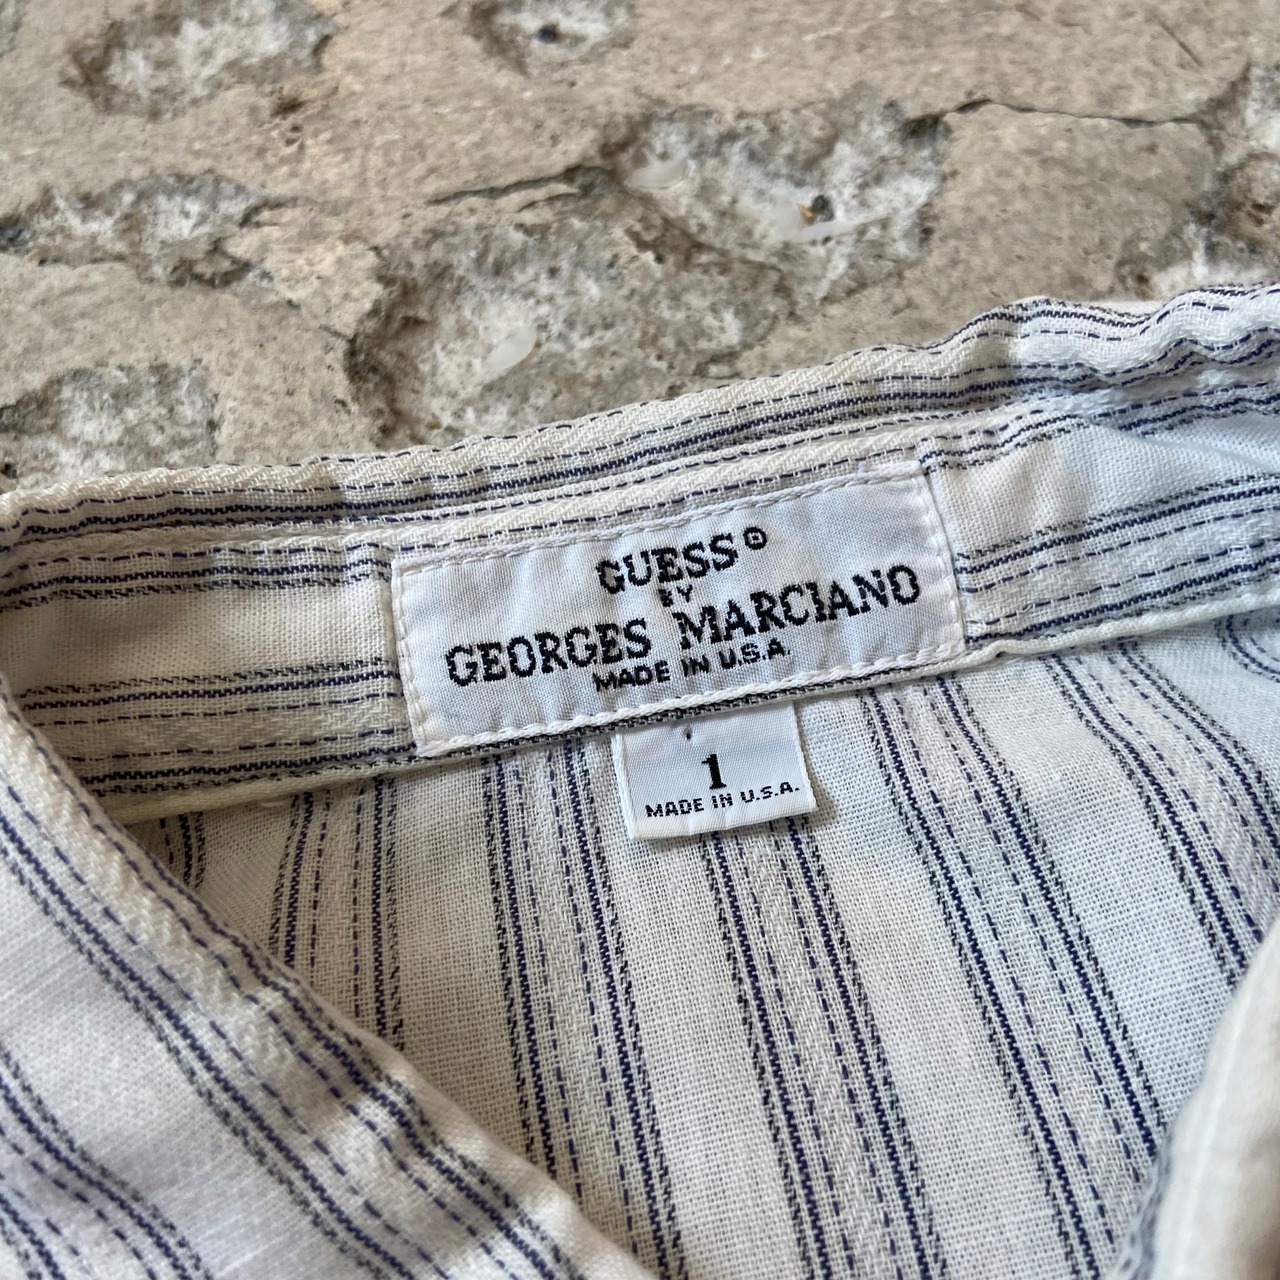 GUESS®
BY
GEORGES MARCIANO
MADE IN U.S.A.
1
MADE IN U.S.A.